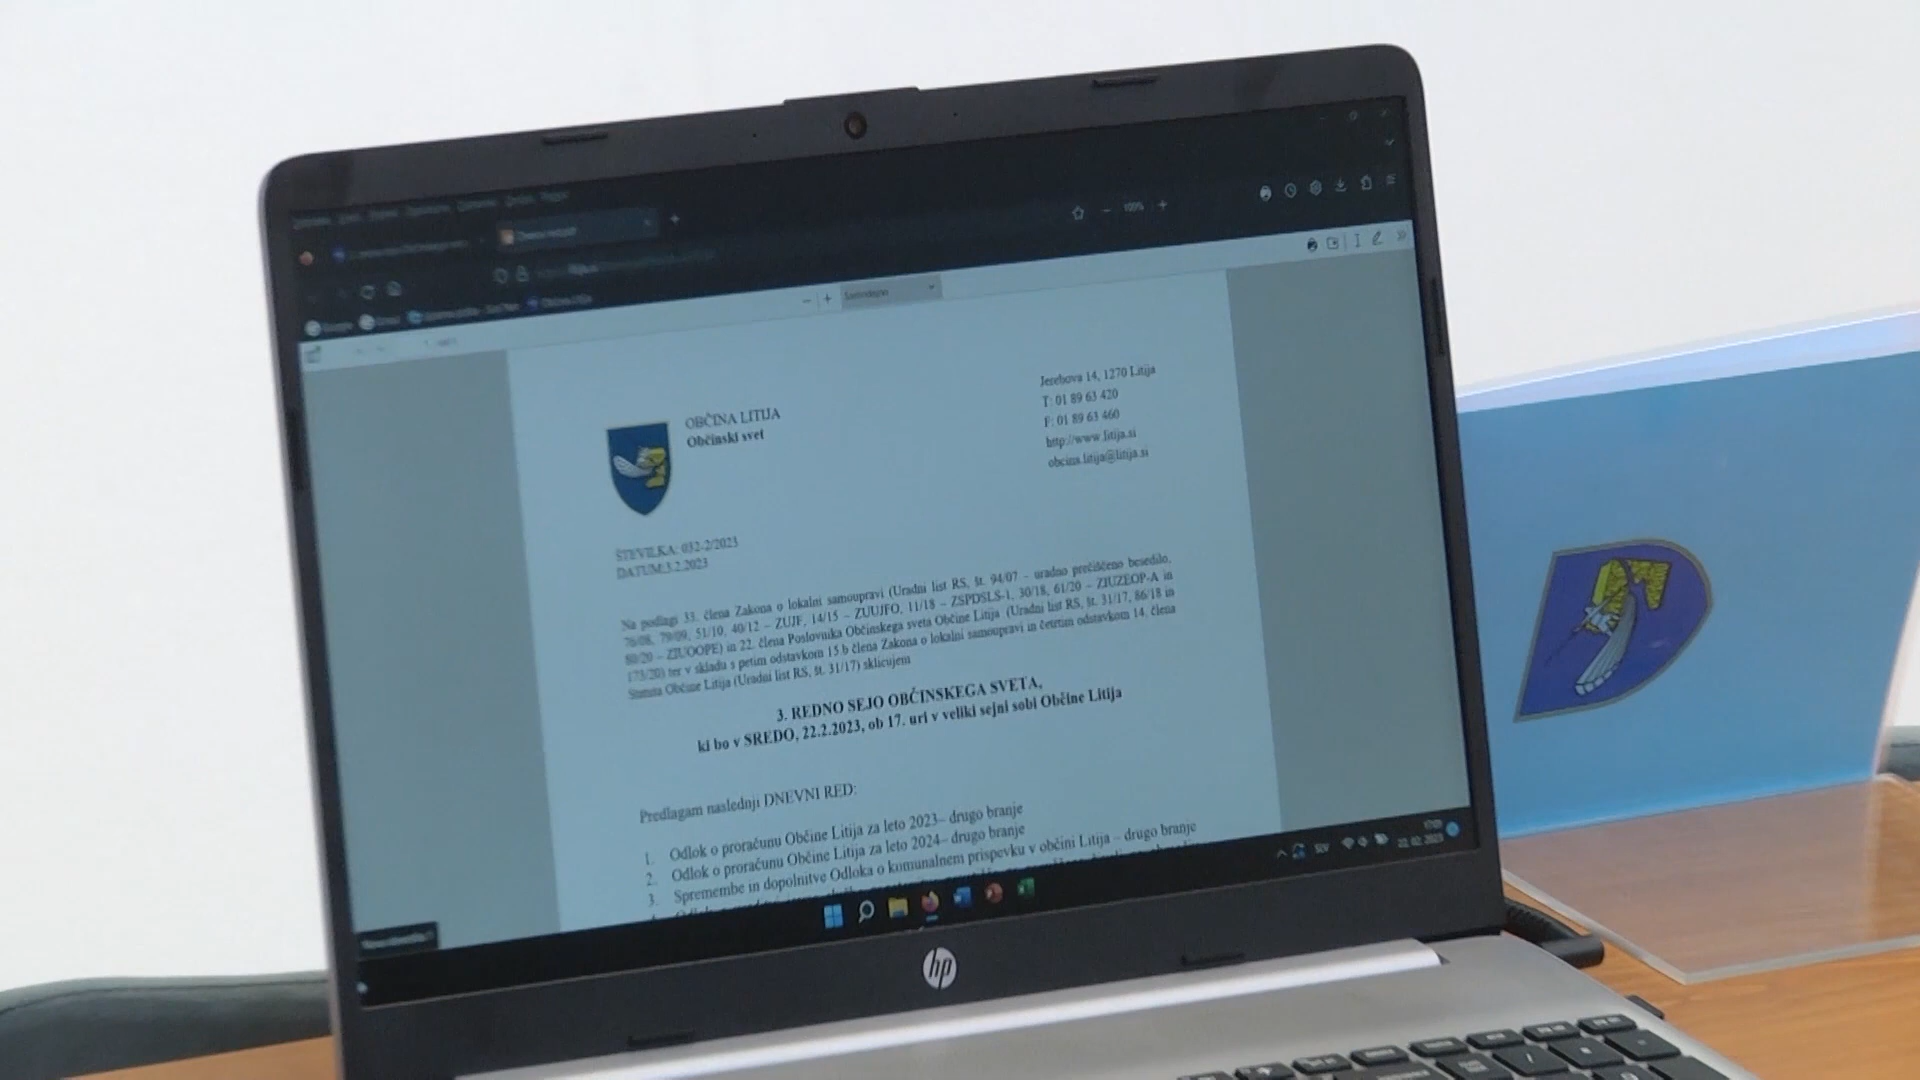 100%
Samodejno
OBČINA LITIJA
Občinski svet
Jerebova 14, 1270 Litija
T: 01 89 63 420
F: 01 89 63 460
http://www.litija.si
obcina.litija@litija.si
ŠTEVILKA: 032-2/2023
DATUM:3.2.2023
Na podlagi 33. člena Zakona o lokalni samoupravi (Uradni list RS, št. 94/07 – uradno prečiščeno besedilo,
76/08, 79/09, 51/10, 40/12 – ZUJF, 14/15 – ZUUJFO, 11/18 – ZSPDSLS-1, 30/18, 61/20 – ZIUZEOP-A in
80/20 – ZIUOOPE) in 22. člena Poslovnika Občinskega sveta Občine Litija (Uradni list RS, št. 31/17, 86/18 in
173/20) ter v skladu s petim odstavkom 15.b člena Zakona o lokalni samoupravi in četrtim odstavkom 14. člena
Statuta Občine Litija (Uradni list RS, št. 31/17) sklicujem
3. REDNO SEJO OBČINSKEGA SVETA,
ki bo v SREDO, 22.2.2023, ob 17. uri v veliki sejni sobi Občine Litija
Predlagam naslednji DNEVNI RED:
1. Odlok o proračunu Občine Litija za leto 2023– drugo branje
2. Odlok o proračunu Občine Litija za leto 2024– drugo branje
3. Spremembe in dopolnitve Odloka o komunalnem prispevku v občini Litija – drugo branje
SLV
22. 02. 2023
hp